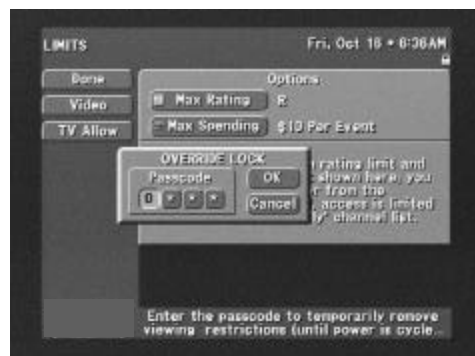 LIMITS
Fri, Oct 16 • 6:36AM
Done
Video
TV Allow
Options
Max Rating R
Max Spending $10 Per Event
OVERRIDE LOCK
Passcode
0 * * *
OK
Cancel
rating limit and
shown here, you
r from the
access is limited
ly' channel list.
Enter the passcode to temporarily remove
viewing restrictions (until power is cycle...